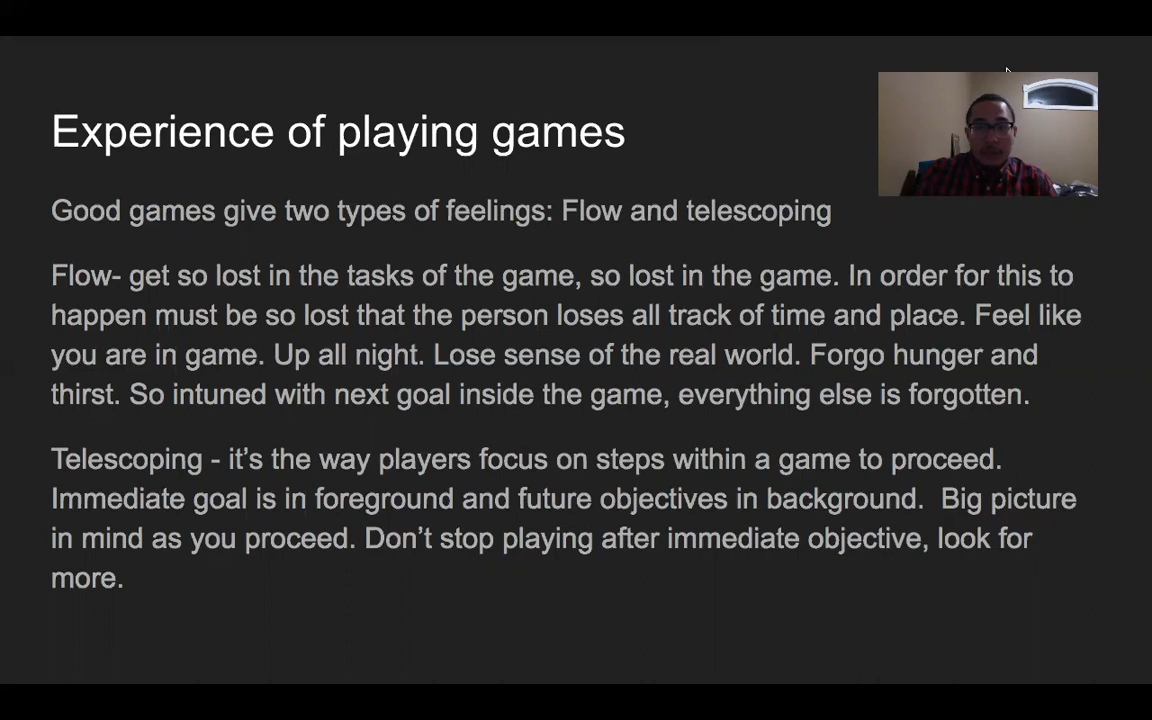 Experience of playing games
Good games give two types of feelings: Flow and telescoping
Flow- get so lost in the tasks of the game, so lost in the game. In order for this to
happen must be so lost that the person loses all track of time and place. Feel like
you are in game. Up all night. Lose sense of the real world. Forgo hunger and
thirst. So intuned with next goal inside the game, everything else is forgotten.
Telescoping - it’s the way players focus on steps within a game to proceed.
Immediate goal is in foreground and future objectives in background.  Big picture
in mind as you proceed. Don’t stop playing after immediate objective, look for
more.